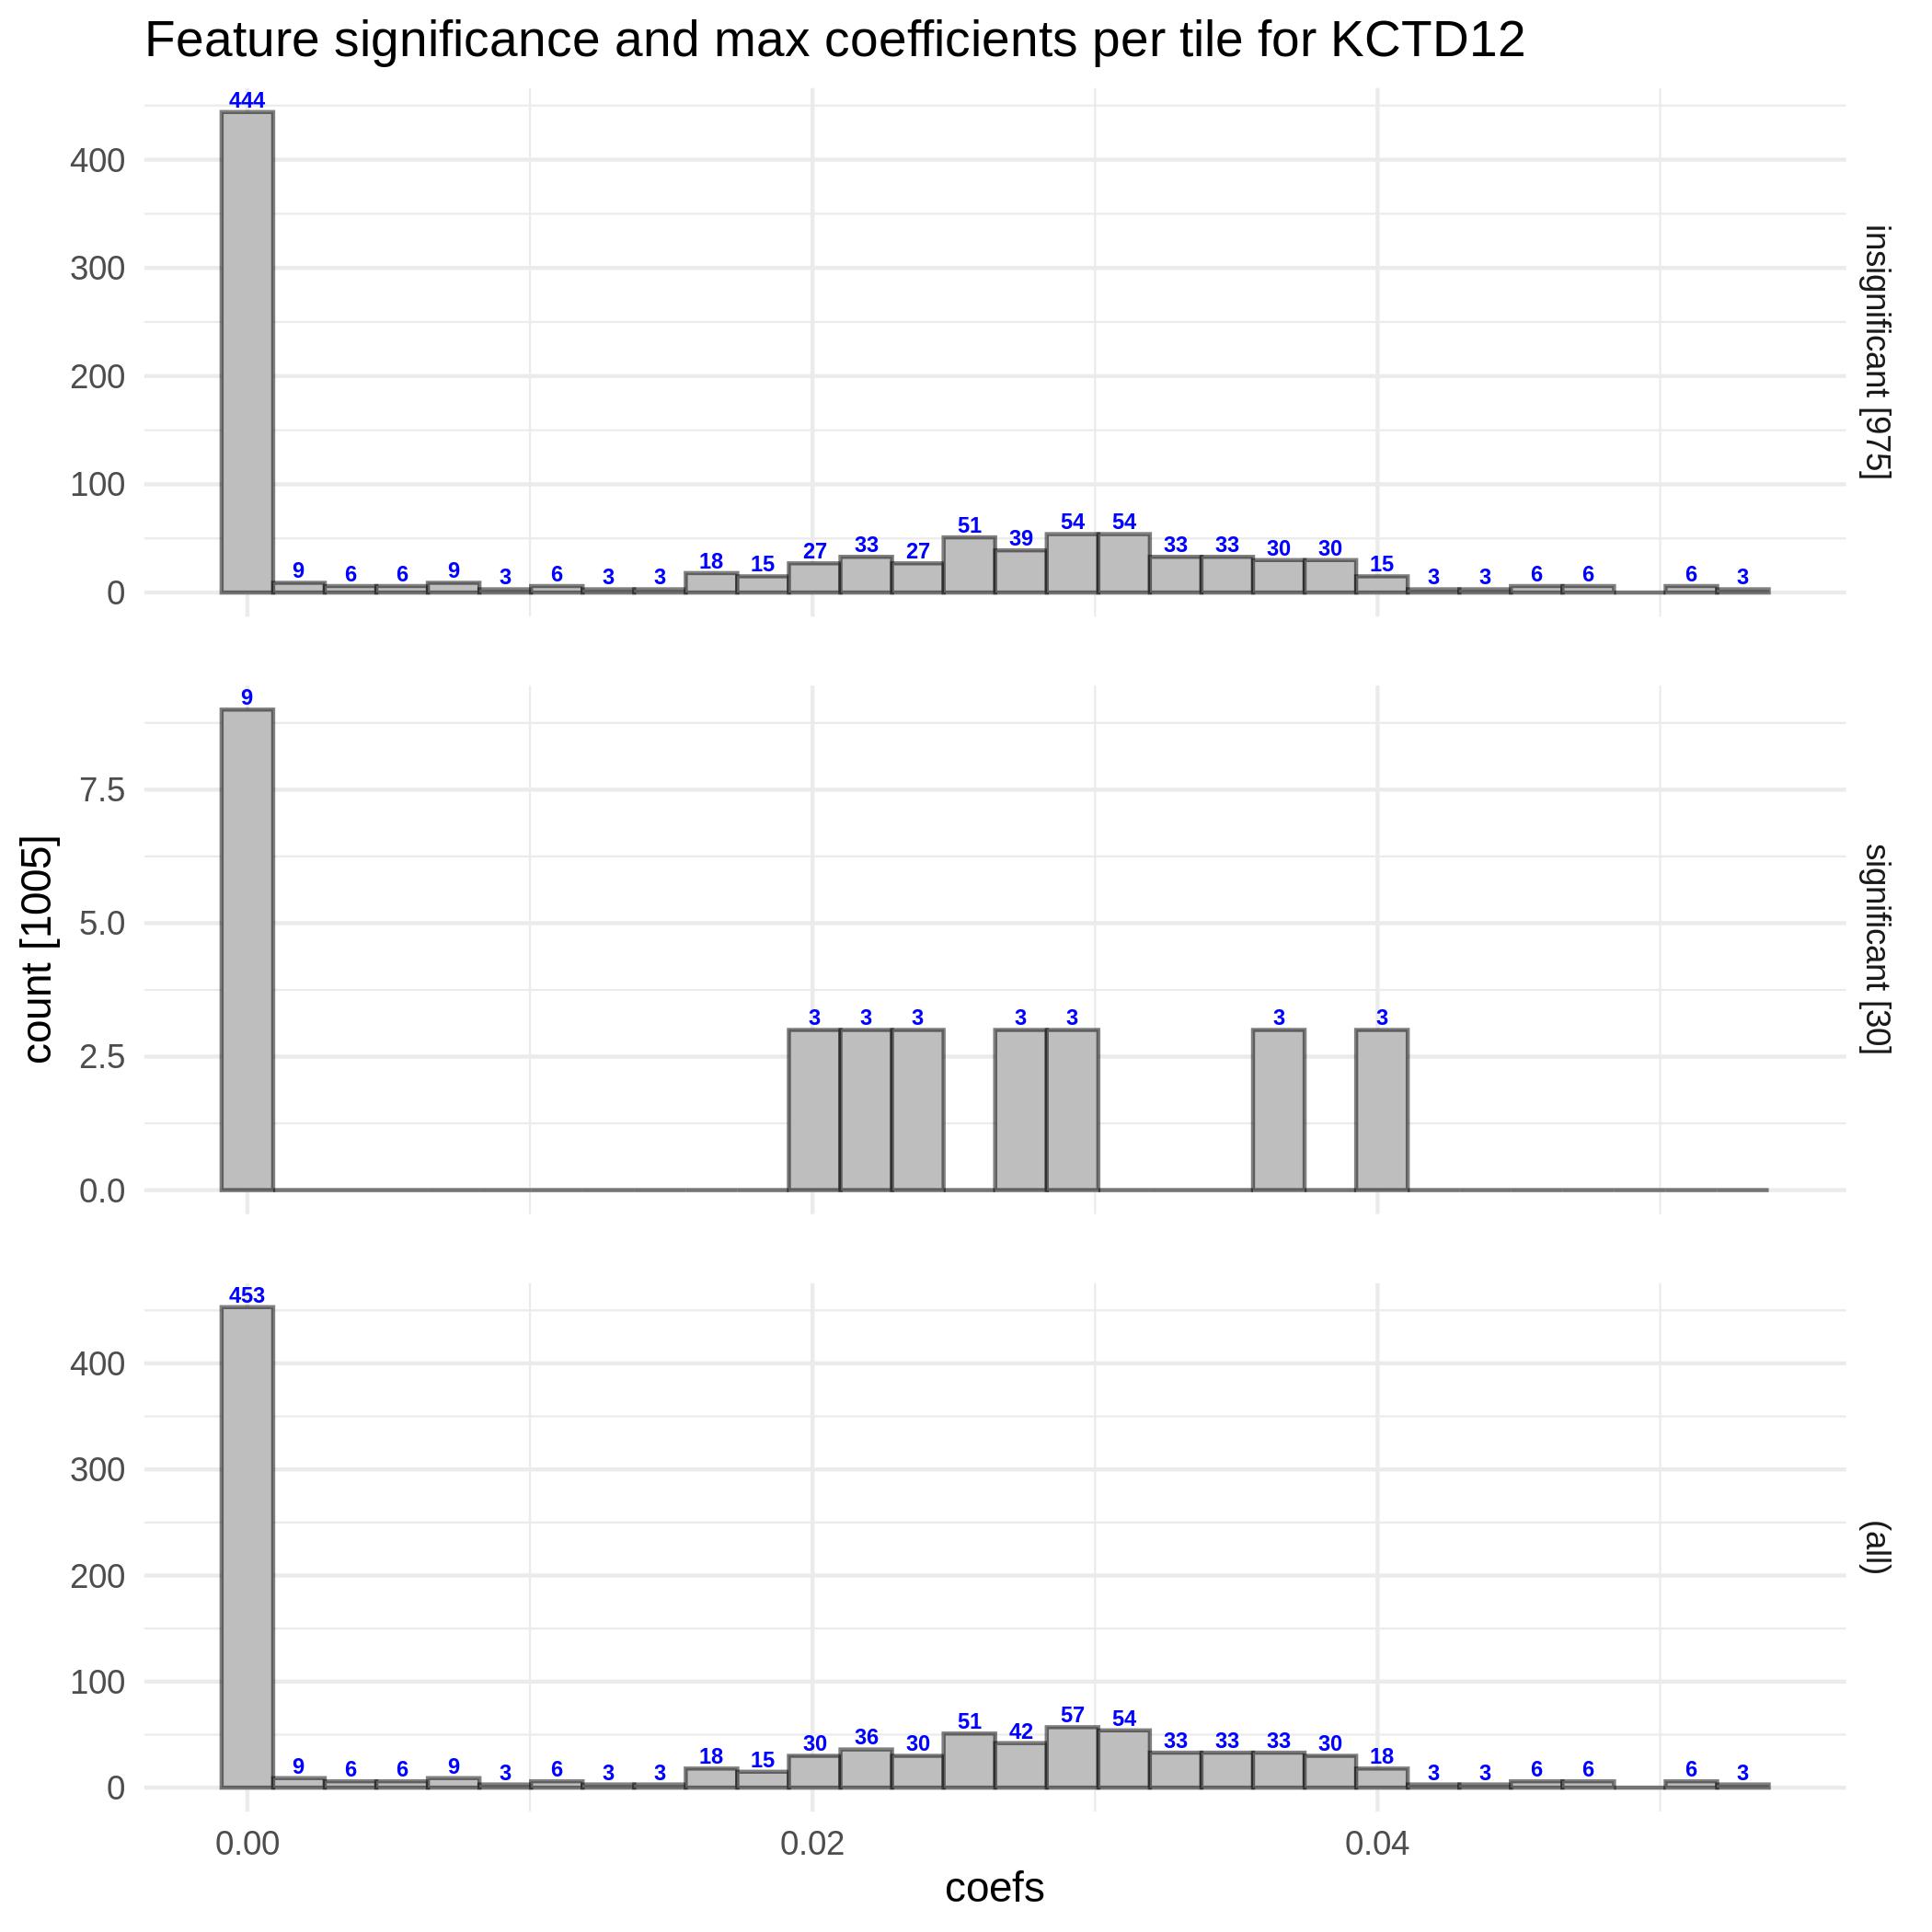 Feature significance and max coefficients per tile for KCTD12
444
400
300
200
100
0
9 6 6 9 3 6 3 3 18 15 27 33 27 51 39 54 54 33 33 30 30 15 3 3 6 6 6 3
insignificant [975]
9
7.5
5.0
2.5
0.0
3 3 3 3 3 3 3
significant [30]
count [1005]
453
400
300
200
100
0
9 6 6 9 3 6 3 3 18 15 30 36 30 51 42 57 54 33 33 33 30 18 3 3 6 6 6 3
(all)
0.00 0.02 0.04
coefs